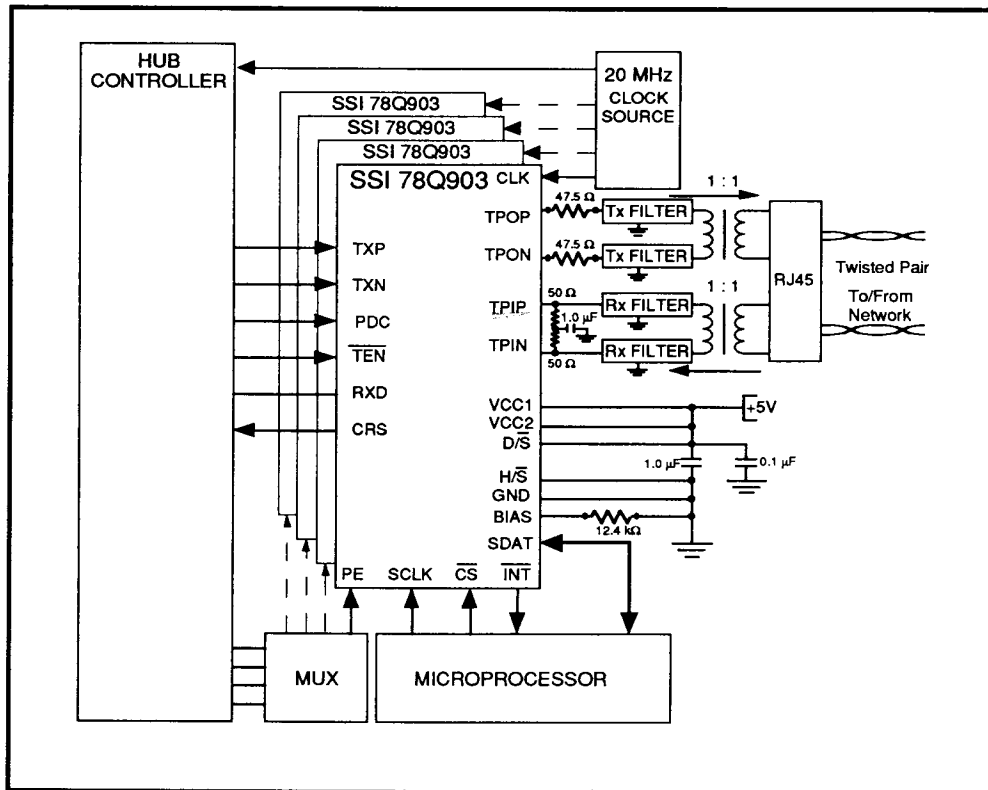 HUB
CONTROLLER
20 MHz
CLOCK
SOURCE
SSI 78Q903
SSI 78Q903
SSI 78Q903
SSI 78Q903
CLK
1 : 1
47.5 Ω
Tx FILTER
TPOP
TXP
47.5 Ω
Tx FILTER
TPON
RJ45
Twisted Pair
To/From
Network
TXN
1 : 1
50 Ω
Rx FILTER
TPIP
1.0 µF
PDC
TPIN
Rx FILTER
50 Ω
T̅E̅N̅
RXD
VCC1
+5V
VCC2
CRS
D/S̅
1.0 µF
0.1 µF
H/S̅
GND
BIAS
12.4 kΩ
SDAT
PE
SCLK
C̅S̅
I̅N̅T̅
MUX
MICROPROCESSOR